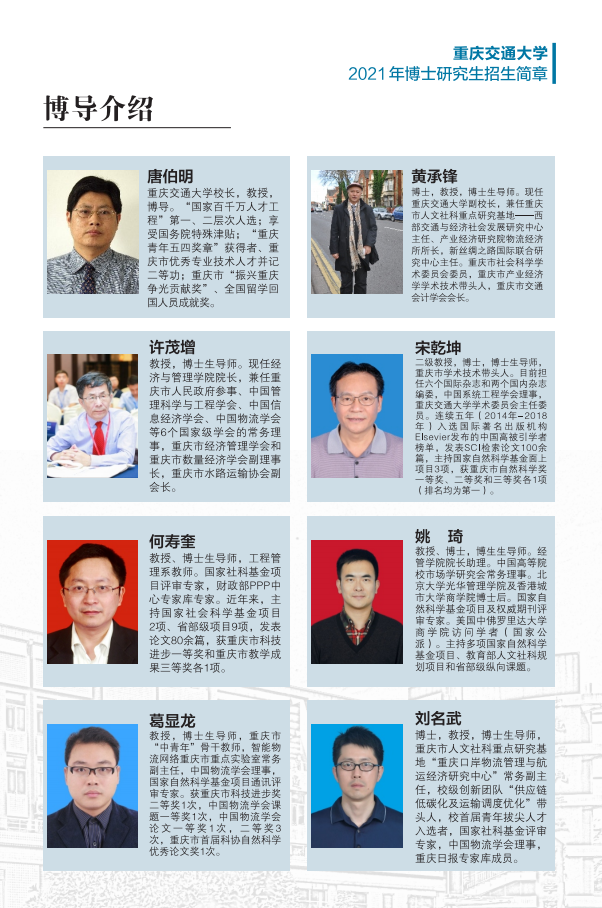 重庆交通大学
2021年博士研究生招生简章
博导介绍
唐伯明
重庆交通大学校长，教授，
博导。“国家百千万人才工
程”第一、二层次人选；享
受国务院特殊津贴；“重庆
青年五四奖章”获得者、重
庆市优秀专业技术人才并记
二等功；重庆市“振兴重庆
争光贡献奖”、全国留学回
国人员成就奖。
黄承锋
博士，教授，博士生导师。现任
重庆交通大学副校长，兼任重庆
市人文社科重点研究基地——西
部交通与经济社会发展研究中心
主任、产业经济研究院物流经济
所所长，新丝绸之路国际联合研
究中心主任。重庆市社会科学学
术委员会委员，重庆市产业经济
学学术技术带头人，重庆市交通
会计学会会长。
许茂增
教授，博士生导师。现任经
济与管理学院院长，兼任重
庆市人民政府参事、中国管
理科学与工程学会、中国信
息经济学会、中国物流学会
等6个国家级学会的常务理
事，重庆市经济管理学会和
重庆市数量经济学会副理事
长，重庆市水路运输协会副
会长。
宋乾坤
二级教授，博士，博士生导师，
重庆市学术技术带头人。目前担
任六个国际杂志和两个国内杂志
编委，中国系统工程学会理事，
重庆交通大学学术委员会主任委
员。连续五年（2014年–2018
年）入选国际著名出版机构
Elsevier发布的中国高被引学者
榜单，发表SCI检索论文100余
篇，主持国家自然科学基金面上
项目3项，获重庆市自然科学奖
一等奖、二等奖和三等奖各1项
（排名均为第一）。
何寿奎
教授、博士生导师，工程管
理系教师。国家社科基金项
目评审专家，财政部PPP中
心专家库专家。近年来，主
持国家社会科学基金项目
2项、省部级项目9项，发表
论文80余篇，获重庆市科技
进步一等奖和重庆市教学成
果三等奖各1项。
姚　琦
教授、博士，博生生导师。经
管学院院长助理。中国高等院
校市场学研究会常务理事。北
京大学光华管理学院及香港城
市大学商学院博士后。国家自
然科学基金项目及权威期刊评
审专家。美国中佛罗里达大学
商学院访问学者（国家公
派）。主持多项国家自然科学
基金项目、教育部人文社科规
划项目和省部级纵向课题。
葛显龙
教授，博士生导师，重庆市
“中青年”骨干教师，智能物
流网络重庆市重点实验室常务
副主任，中国物流学会理事，
国家自然科学基金项目通讯评
审专家。获重庆市科技进步奖
二等奖1次，中国物流学会课
题一等奖1次，中国物流学会
论文一等奖1次，二等奖3
次，重庆市首届科协自然科学
优秀论文奖1次。
刘名武
博士，教授，博士生导师，
重庆市人文社科重点研究基
地“重庆口岸物流管理与航
运经济研究中心”常务副主
任，校级创新团队“供应链
低碳化及运输调度优化”带
头人，校首届青年拔尖人才
入选者，国家社科基金评审
专家，中国物流学会理事，
重庆日报专家库成员。